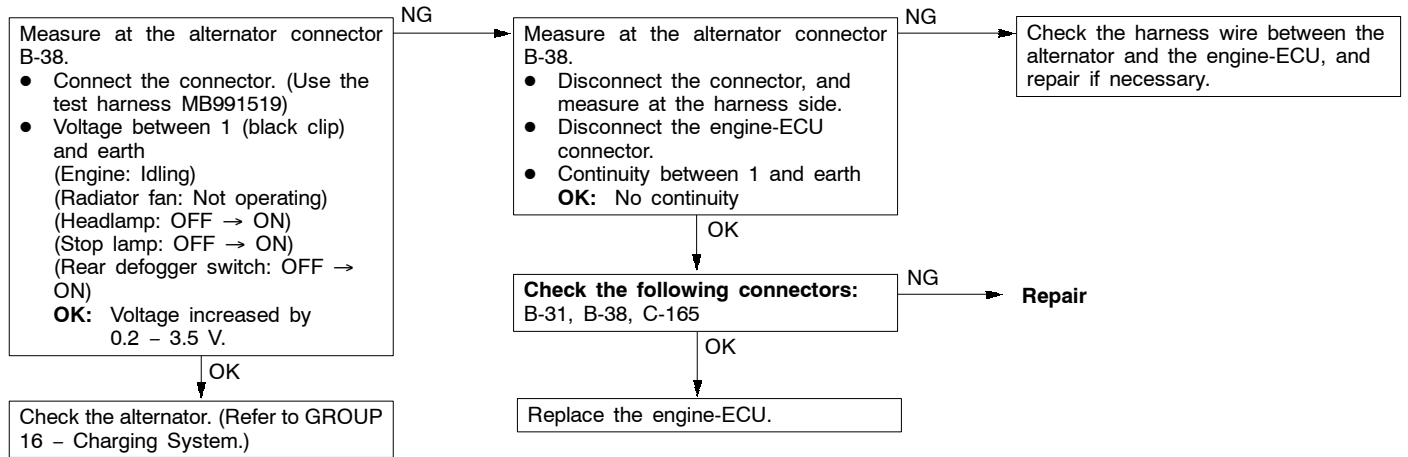 Measure at the alternator connector
B-38.
● Connect the connector. (Use the
test harness MB991519)
● Voltage between 1 (black clip)
and earth
(Engine: Idling)
(Radiator fan: Not operating)
(Headlamp: OFF → ON)
(Stop lamp: OFF → ON)
(Rear defogger switch: OFF →
ON)
OK: Voltage increased by
0.2 – 3.5 V.
OK
Check the alternator. (Refer to GROUP
16 – Charging System.)
NG
Measure at the alternator connector
B-38.
● Disconnect the connector, and
measure at the harness side.
● Disconnect the engine-ECU
connector.
● Continuity between 1 and earth
OK: No continuity
OK
Check the following connectors:
B-31, B-38, C-165
OK
Replace the engine-ECU.
NG
Check the harness wire between the
alternator and the engine-ECU, and
repair if necessary.
NG
Repair